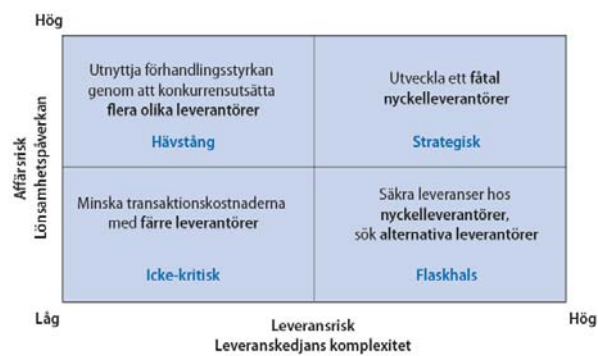 Hög
Affärsrisk
Lönsamhetspåverkan
Utnyttja förhandlingsstyrkan
genom att konkurrensutsätta
flera olika leverantörer
Hävstång
Utveckla ett fåtal
nyckelleverantörer
Strategisk
Minska transaktionskostnaderna
med färre leverantörer
Icke-kritisk
Säkra leveranser hos
nyckelleverantörer,
sök alternativa leverantörer
Flaskhals
Låg
Leveransrisk
Leveranskedjans komplexitet
Hög